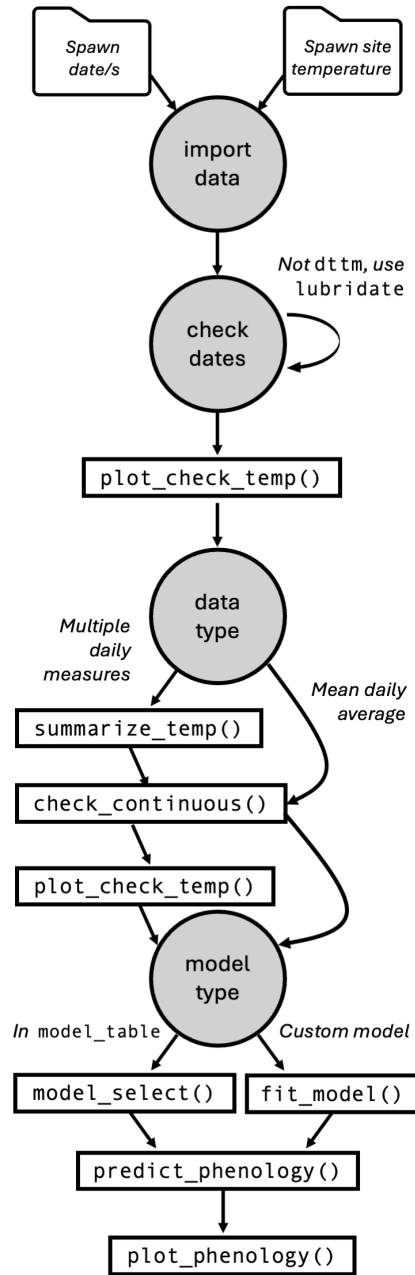 Spawn
date/s
Spawn site
temperature
import
data
Not dttm, use
lubridate
check
dates
plot_check_temp()
data
type
Multiple
daily
measures
Mean daily
average
summarize_temp()
check_continuous()
plot_check_temp()
model
type
In model_table
Custom model
model_select()
fit_model()
predict_phenology()
plot_phenology()